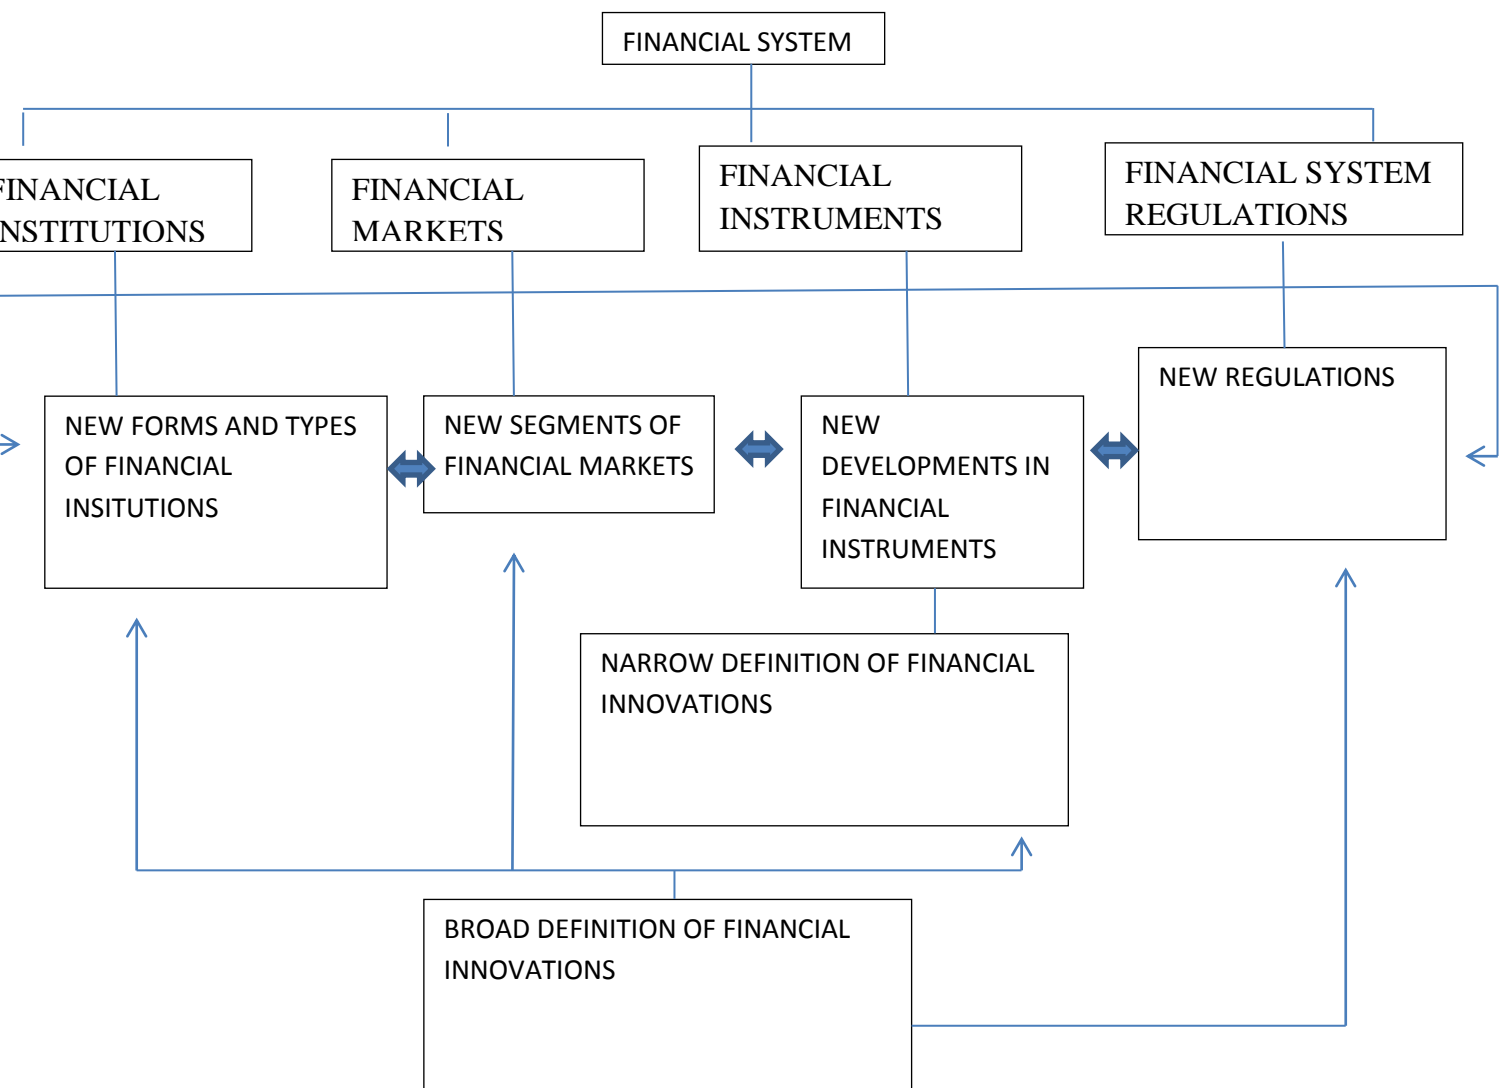 FINANCIAL SYSTEM
FINANCIAL
INSTITUTIONS
FINANCIAL
MARKETS
FINANCIAL
INSTRUMENTS
FINANCIAL SYSTEM
REGULATIONS
NEW FORMS AND TYPES
OF FINANCIAL
INSITUTIONS
NEW SEGMENTS OF
FINANCIAL MARKETS
NEW
DEVELOPMENTS IN
FINANCIAL
INSTRUMENTS
NEW REGULATIONS
NARROW DEFINITION OF FINANCIAL
INNOVATIONS
BROAD DEFINITION OF FINANCIAL
INNOVATIONS